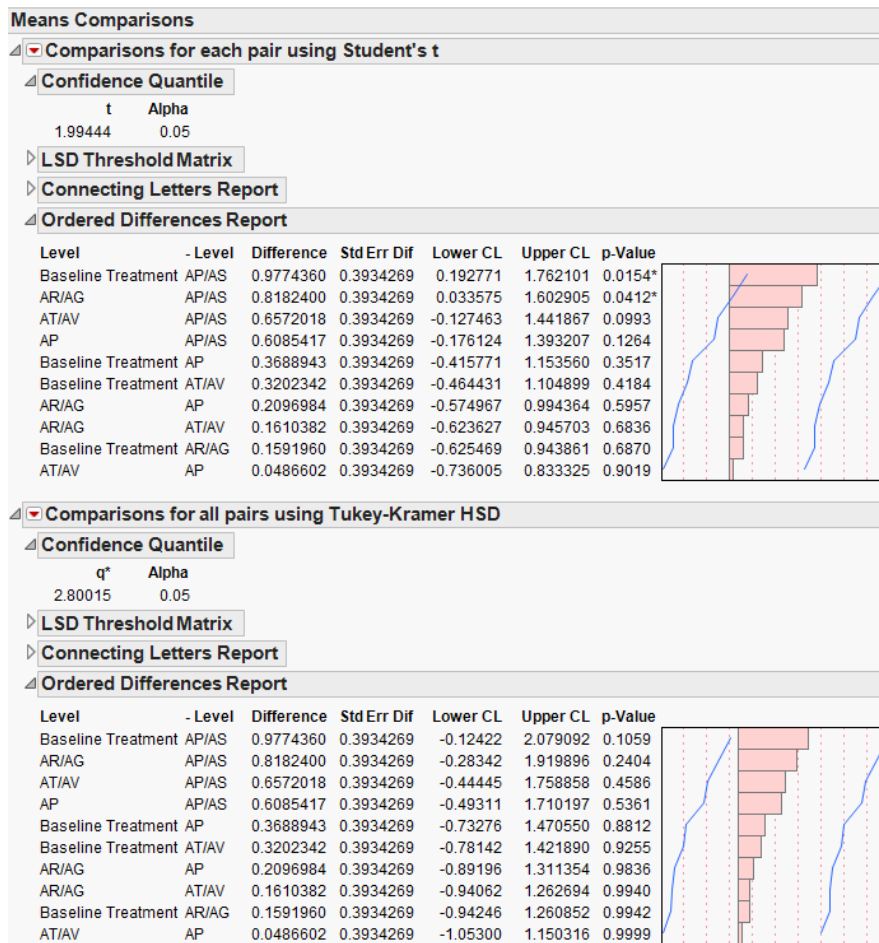 Means Comparisons
Comparisons for each pair using Student's t
Confidence Quantile
t Alpha
1.99444 0.05
LSD Threshold Matrix
Connecting Letters Report
Ordered Differences Report
Level - Level Difference Std Err Dif Lower CL Upper CL p-Value
Baseline Treatment AP/AS 0.9774360 0.3934269 0.192771 1.762101 0.0154*
AR/AG AP/AS 0.8182400 0.3934269 0.033575 1.602905 0.0412*
AT/AV AP/AS 0.6572018 0.3934269 -0.127463 1.441867 0.0993
AP AP/AS 0.6085417 0.3934269 -0.176124 1.393207 0.1264
Baseline Treatment AP 0.3688943 0.3934269 -0.415771 1.153560 0.3517
Baseline Treatment AT/AV 0.3202342 0.3934269 -0.464431 1.104899 0.4184
AR/AG AP 0.2096984 0.3934269 -0.574967 0.994364 0.5957
AR/AG AT/AV 0.1610382 0.3934269 -0.623627 0.945703 0.6836
Baseline Treatment AR/AG 0.1591960 0.3934269 -0.625469 0.943861 0.6870
AT/AV AP 0.0486602 0.3934269 -0.736005 0.833325 0.9019
Comparisons for all pairs using Tukey-Kramer HSD
Confidence Quantile
q* Alpha
2.80015 0.05
LSD Threshold Matrix
Connecting Letters Report
Ordered Differences Report
Level - Level Difference Std Err Dif Lower CL Upper CL p-Value
Baseline Treatment AP/AS 0.9774360 0.3934269 -0.12422 2.079092 0.1059
AR/AG AP/AS 0.8182400 0.3934269 -0.28342 1.919896 0.2404
AT/AV AP/AS 0.6572018 0.3934269 -0.44445 1.758858 0.4586
AP AP/AS 0.6085417 0.3934269 -0.49311 1.710197 0.5361
Baseline Treatment AP 0.3688943 0.3934269 -0.73276 1.470550 0.8812
Baseline Treatment AT/AV 0.3202342 0.3934269 -0.78142 1.421890 0.9255
AR/AG AP 0.2096984 0.3934269 -0.89196 1.311354 0.9836
AR/AG AT/AV 0.1610382 0.3934269 -0.94062 1.262694 0.9940
Baseline Treatment AR/AG 0.1591960 0.3934269 -0.94246 1.260852 0.9942
AT/AV AP 0.0486602 0.3934269 -1.05300 1.150316 0.9999